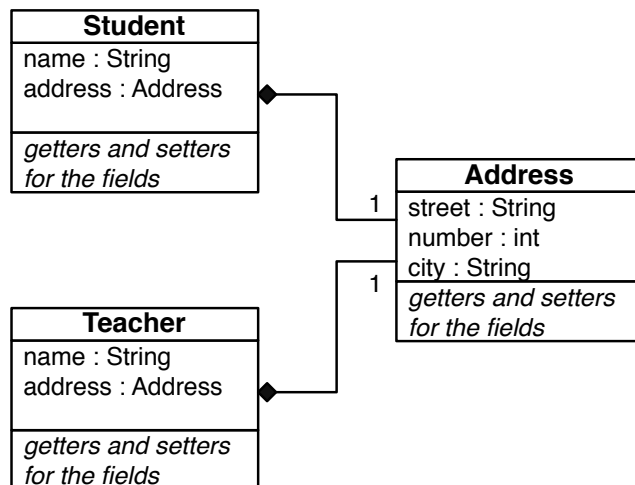 Student
name : String
address : Address
getters and setters
for the fields
1
Address
street : String
number : int
city : String
getters and setters
for the fields
1
Teacher
name : String
address : Address
getters and setters
for the fields